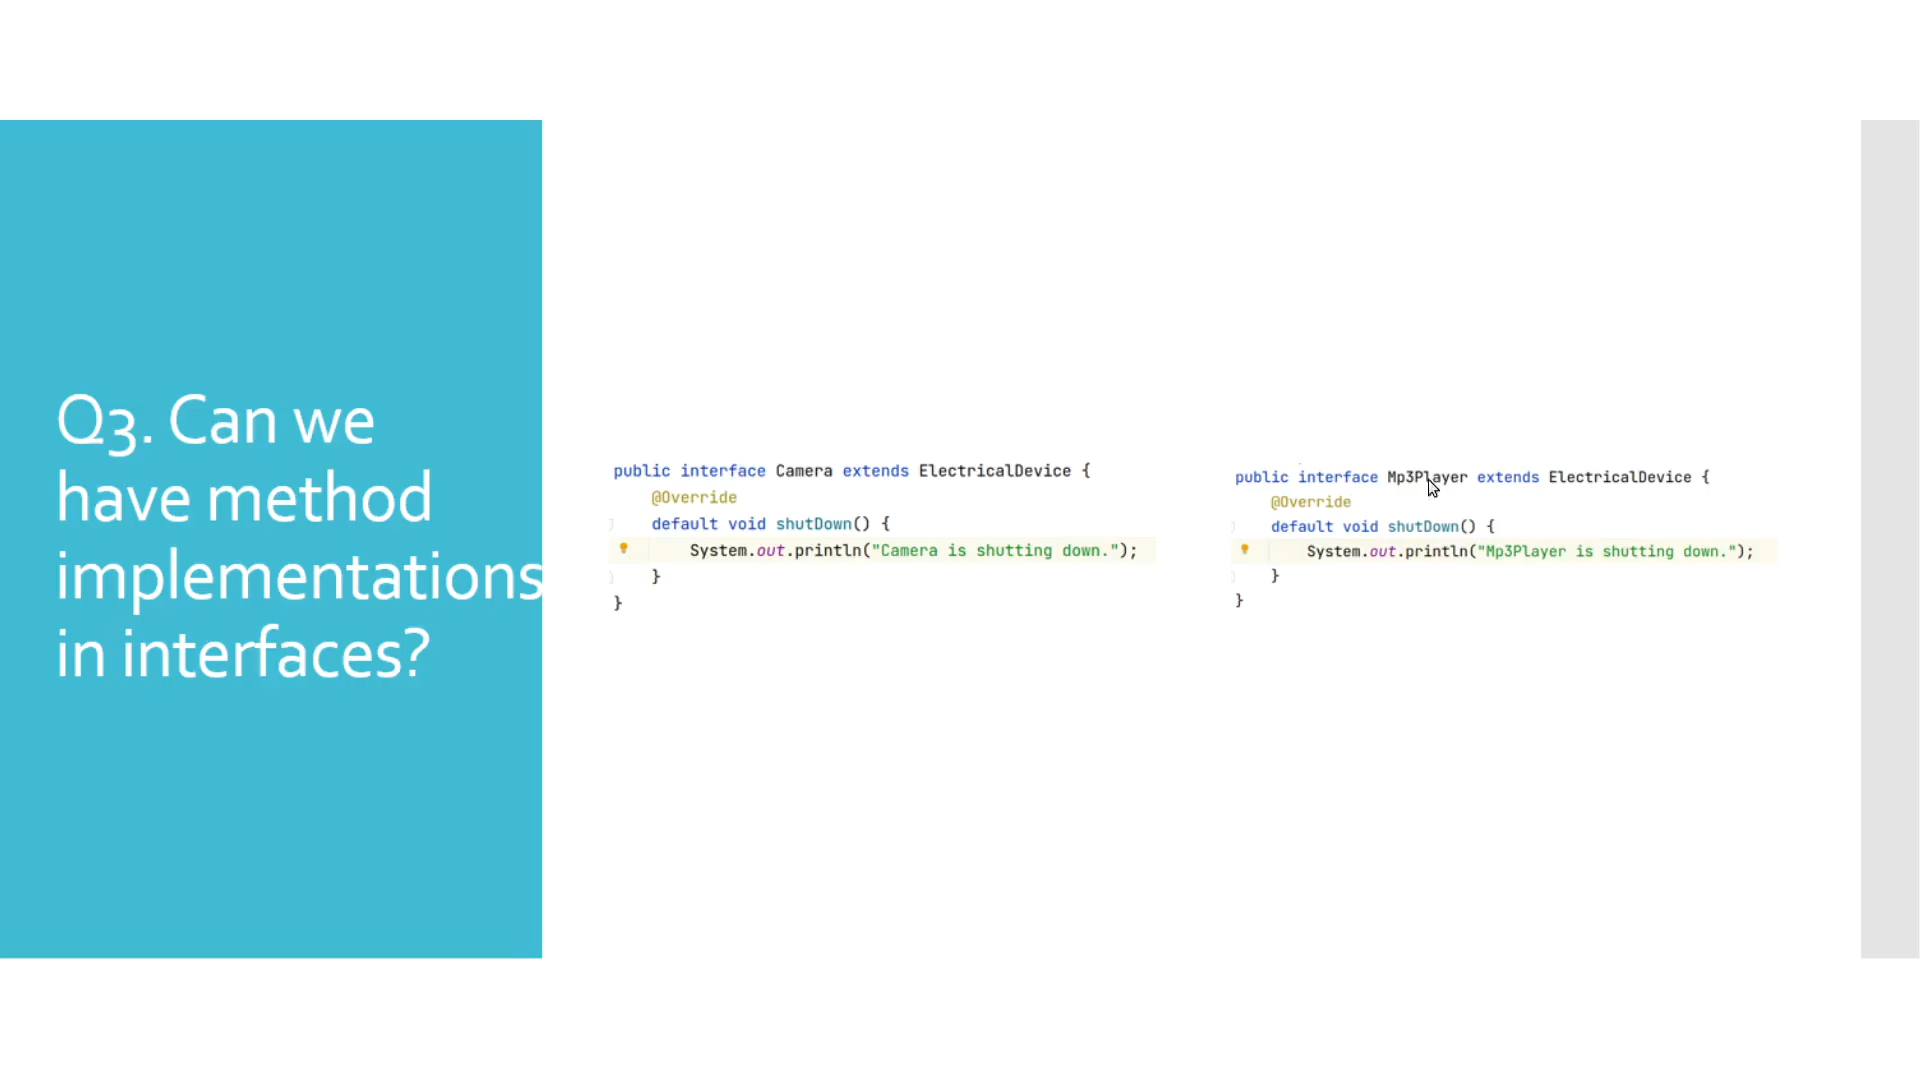 Q3. Can we
have method
implementations
in interfaces?
public interface Camera extends ElectricalDevice {
@Override
default void shutDown() {
System.out.println("Camera is shutting down.");
}
}
public interface Mp3Player extends ElectricalDevice {
@Override
default void shutDown() {
System.out.println("Mp3Player is shutting down.");
}
}